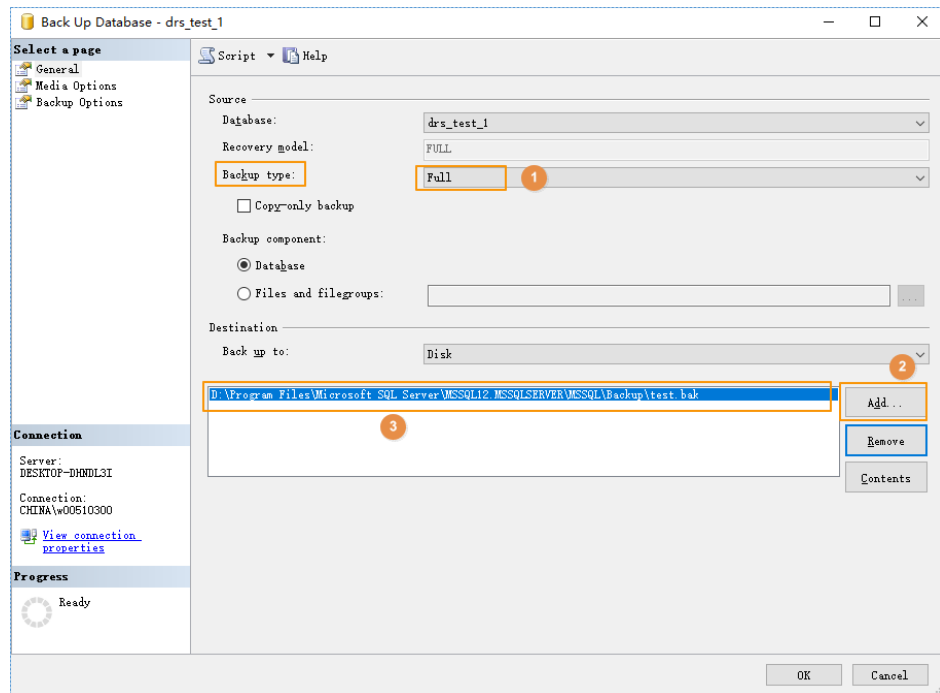 Back Up Database - drs_test_1
Select a page
General
Media Options
Backup Options
Script
Help
Source
Database:
drs_test_1
Recovery model:
FULL
Backup type:
Full
1
Copy-only backup
Backup component:
Database
Files and filegroups:
...
Destination
Back up to:
Disk
2
D:\Program Files\Microsoft SQL Server\MSSQL12.MSSQLSERVER\MSSQL\Backup\test.bak
Add...
3
Remove
Contents
Connection
Server:
DESKTOP-DHNDL3I
Connection:
CHINA\w00510300
View connection
properties
Progress
Ready
OK
Cancel